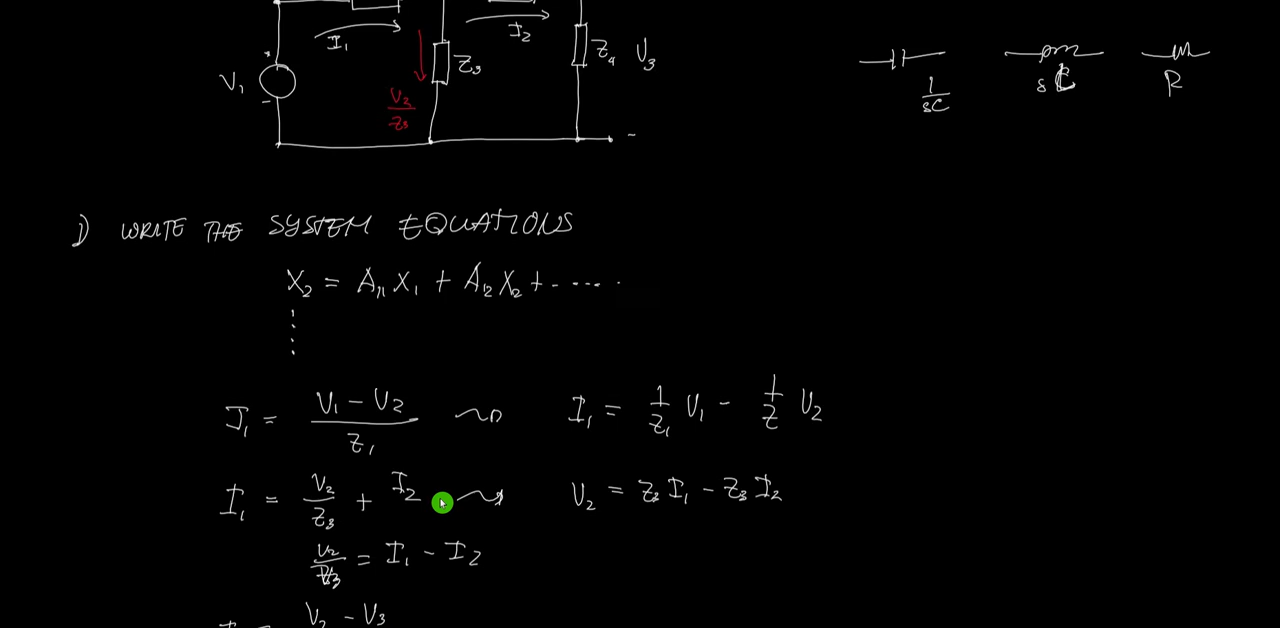 I₁ I₂
V₁ + - Z₃ Z₄ V₃ -
V₂/Z₃
1/sC sL R
1) WRITE THE SYSTEM EQUATIONS
X₂ = A₁₁ X₁ + A₁₂ X₂ + - ....
⋮
I₁ = (V₁ - V₂)/Z₁ I₁ = 1/Z₁ V₁ - 1/Z V₂
I₁ = V₂/Z₃ + I₂ V₂ = Z₃ I₁ - Z₃ I₂
= I₁ - I₂
V₂ - V₃